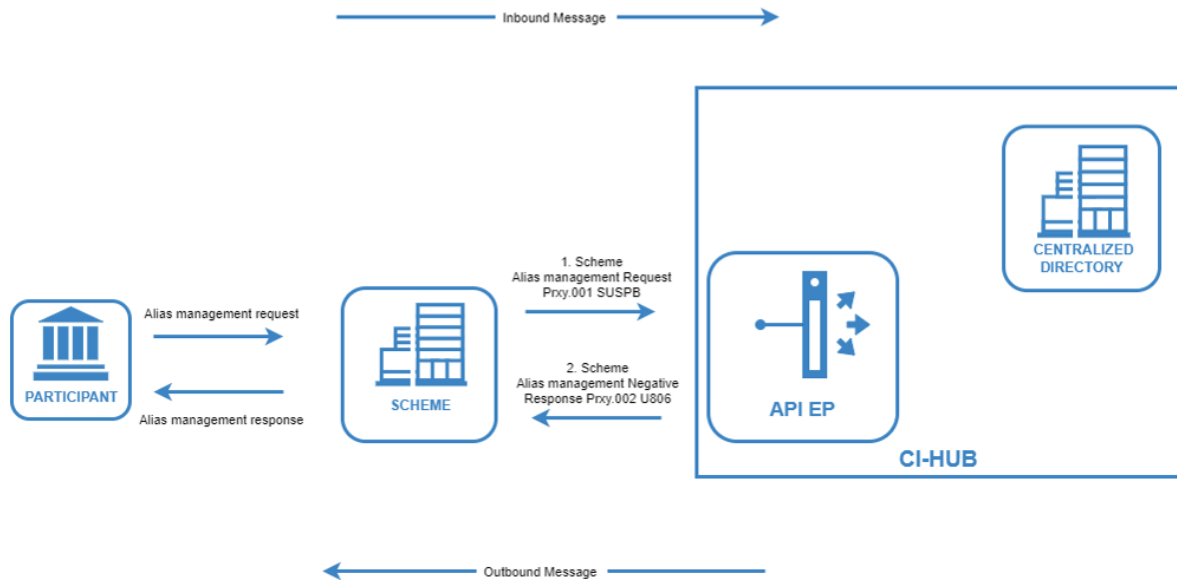 Inbound Message
CENTRALIZED
DIRECTORY
1. Scheme
Alias management Request
Prxy.001 SUSPB
Alias management request
PARTICIPANT
Alias management response
SCHEME
2. Scheme
Alias management Negative
Response Prxy.002 U806
API EP
CI-HUB
Outbound Message